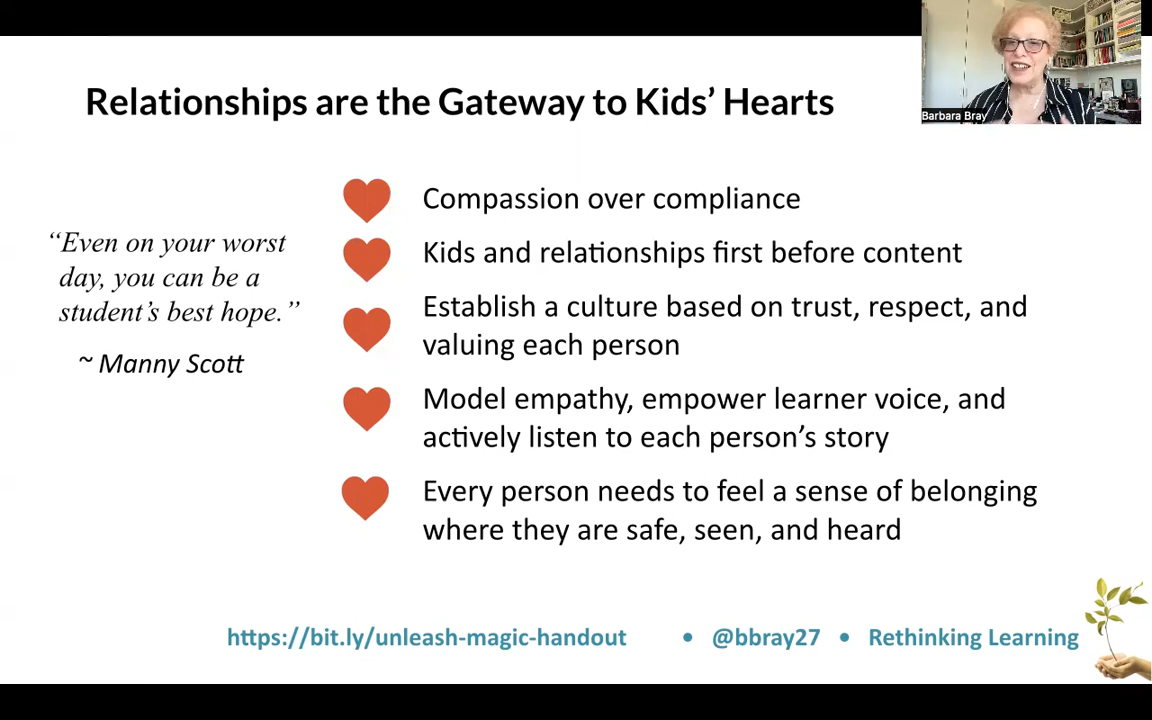 Barbara Bray
Relationships are the Gateway to Kids’ Hearts
“Even on your worst
day, you can be a
student’s best hope.”
~ Manny Scott
Compassion over compliance
Kids and relationships first before content
Establish a culture based on trust, respect, and
valuing each person
Model empathy, empower learner voice, and
actively listen to each person’s story
Every person needs to feel a sense of belonging
where they are safe, seen, and heard
https://bit.ly/unleash-magic-handout • @bbray27 • Rethinking Learning